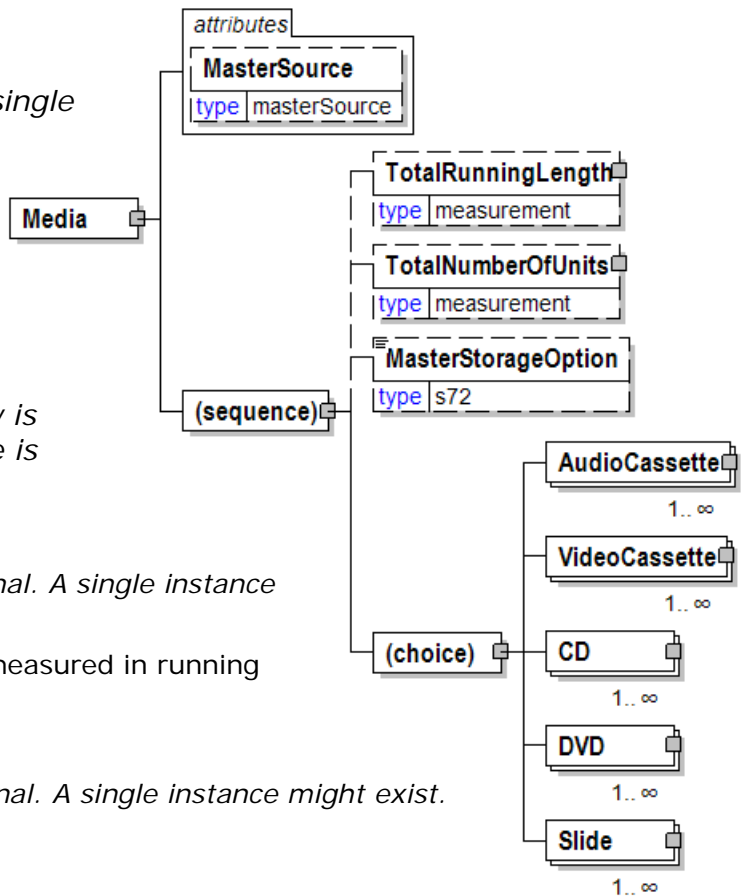 attributes
MasterSource
type masterSource
single
TotalRunningLength
type measurement
Media
TotalNumberOfUnits
type measurement
MasterStorageOption
type s72
(sequence)
is
e is
AudioCassette
1.. ∞
VideoCassette
1.. ∞
nal. A single instance
(choice)
neasured in running
CD
1.. ∞
DVD
1.. ∞
nal. A single instance might exist.
Slide
1.. ∞